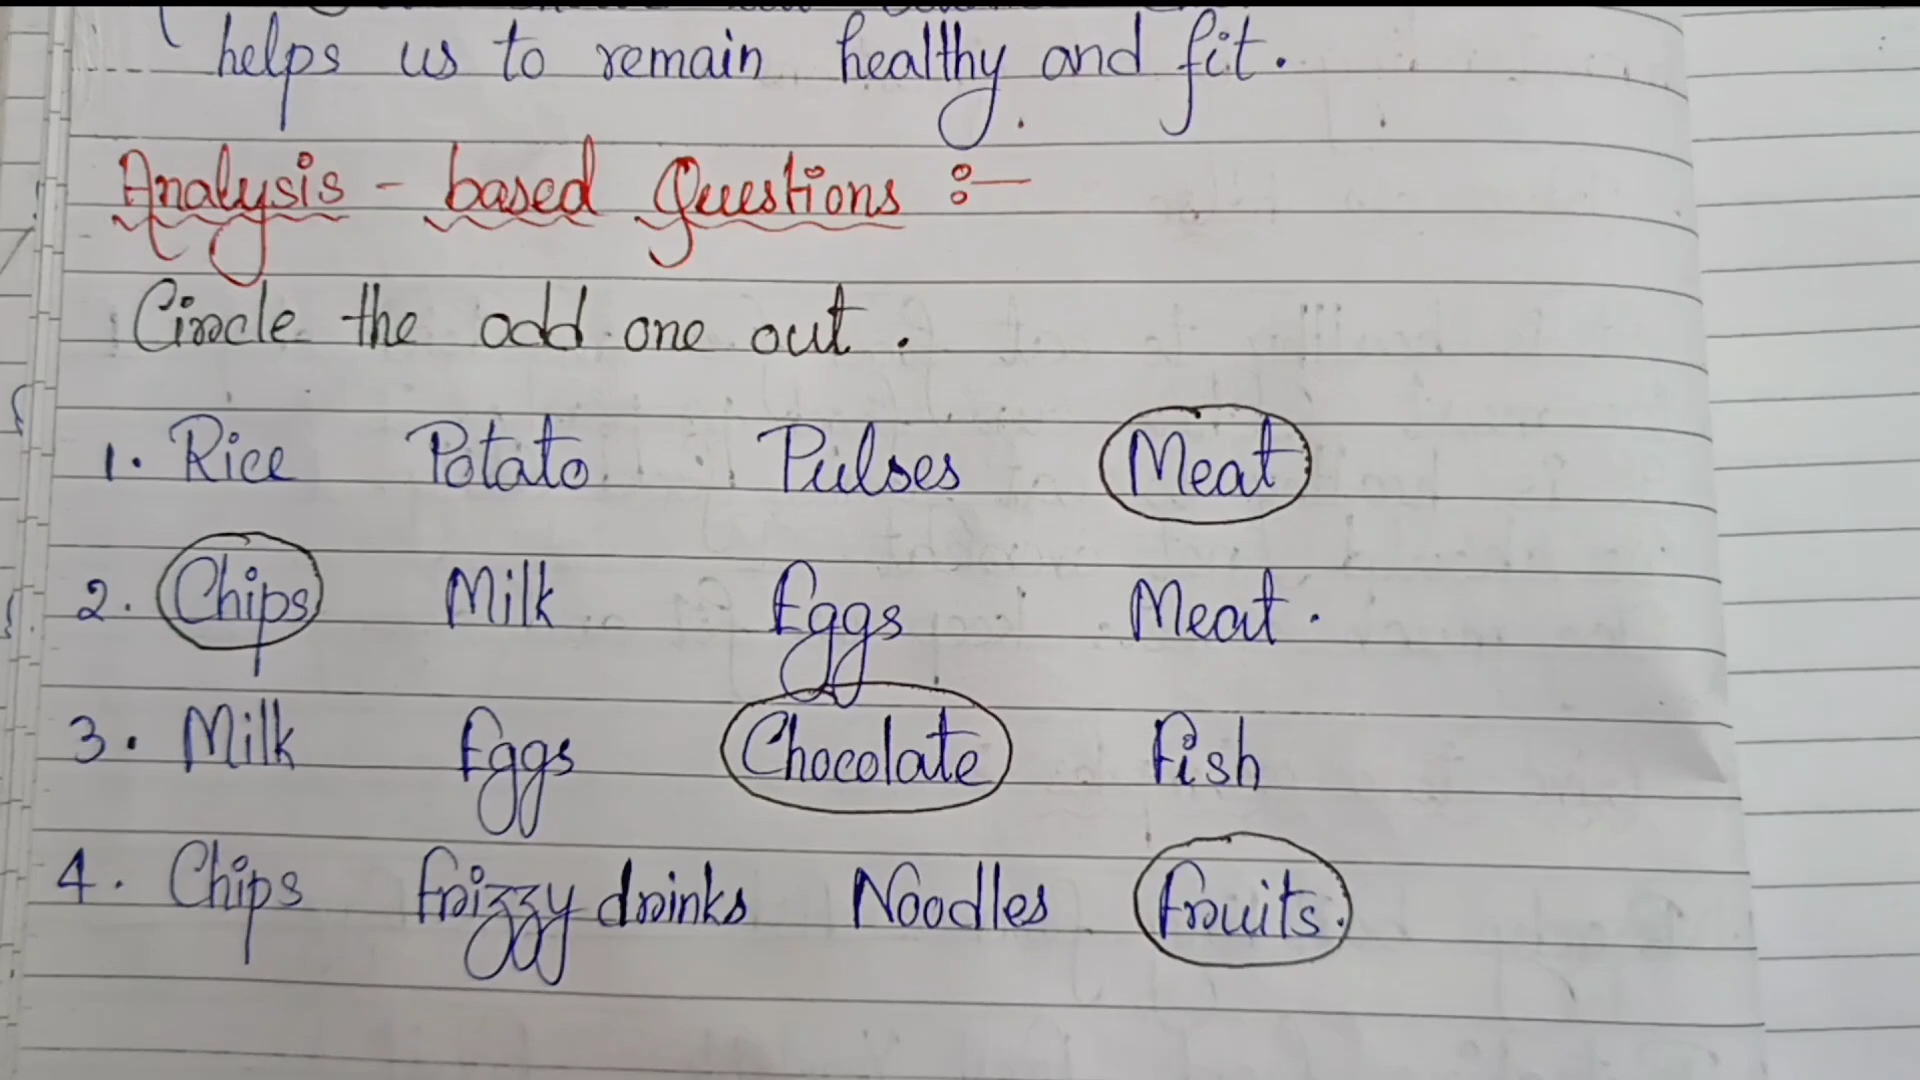 helps us to remain healthy and fit.
Analysis - based Questions :-
Circle the odd one out.
1. Rice Potato Pulses Meat
2. Chips Milk Eggs Meat.
3. Milk Eggs Chocolate Fish
4. Chips Frizzy drinks Noodles Fruits.